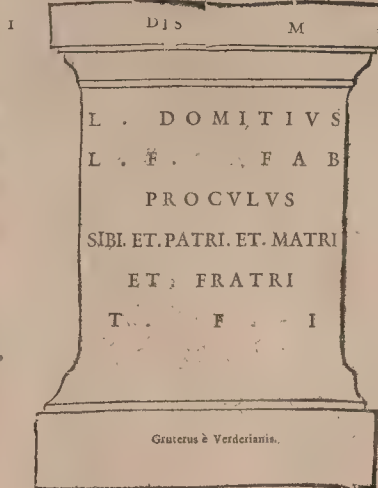 I
DIS M
L . DOMITIVS
L . F . FAB
PROCVLVS
SIBI. ET. PATRI. ET. MATRI
ET , FRATRI
T . F . I
Gruterus è Verderianis.